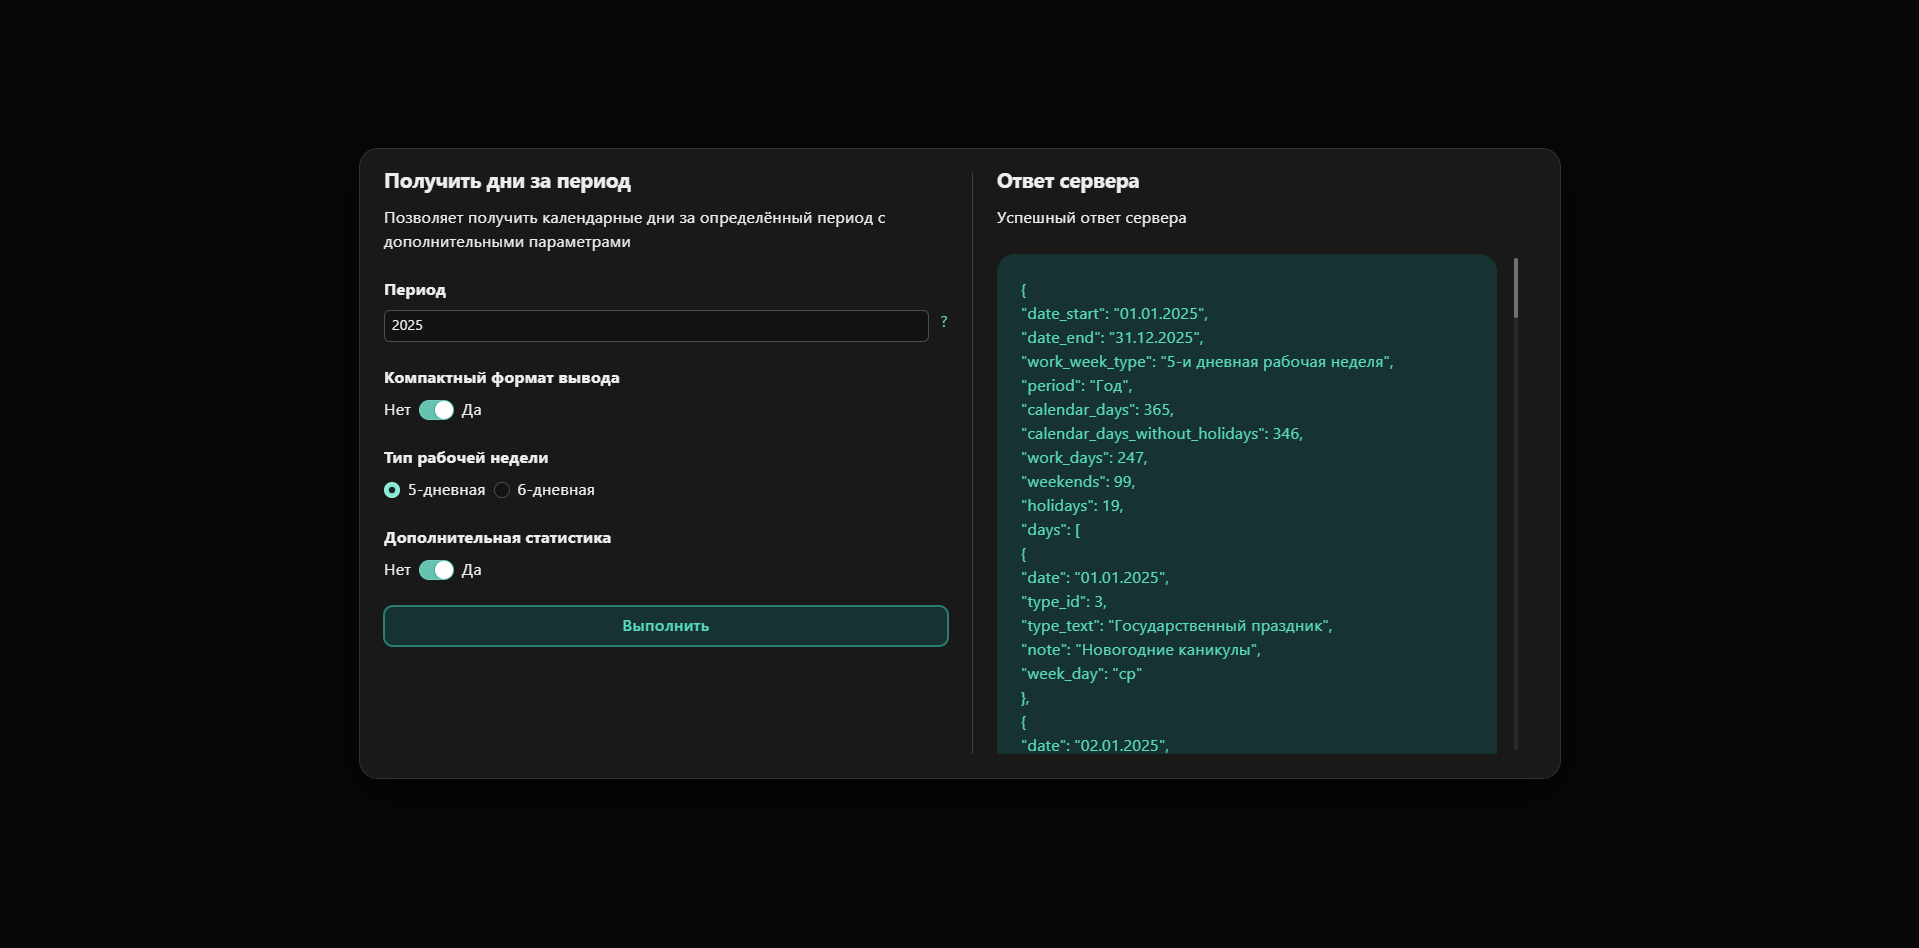 Получить дни за период
Позволяет получить календарные дни за определённый период с
дополнительными параметрами
Период
2025
?
Компактный формат вывода
Нет Да
Тип рабочей недели
5-дневная 6-дневная
Дополнительная статистика
Нет Да
Выполнить
Ответ сервера
Успешный ответ сервера
{
"date_start": "01.01.2025",
"date_end": "31.12.2025",
"work_week_type": "5-и дневная рабочая неделя",
"period": "Год",
"calendar_days": 365,
"calendar_days_without_holidays": 346,
"work_days": 247,
"weekends": 99,
"holidays": 19,
"days": [
{
"date": "01.01.2025",
"type_id": 3,
"type_text": "Государственный праздник",
"note": "Новогодние каникулы",
"week_day": "ср"
},
{
"date": "02.01.2025",